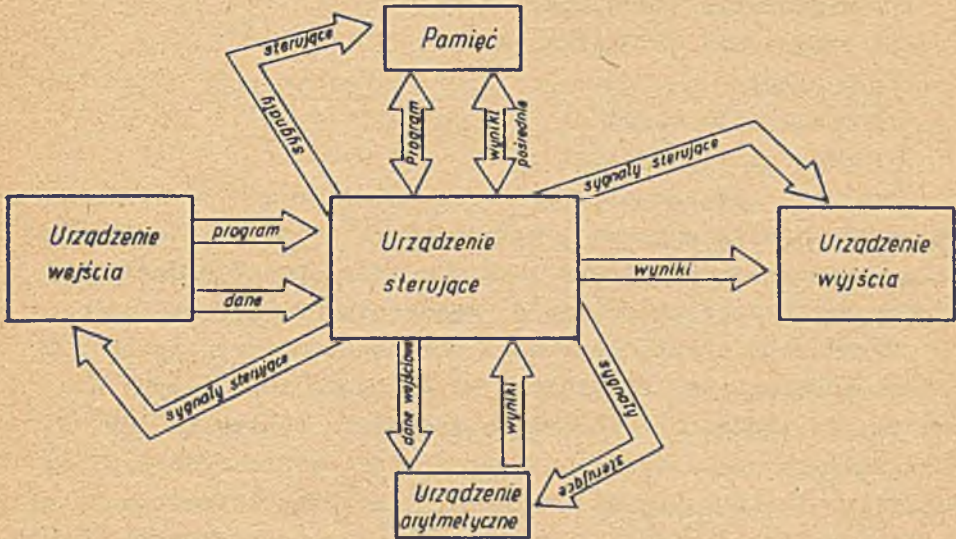 Pamięć
sygnały sterujące
program
wyniki
pośrednie
sygnały sterujące
Urządzenie
wejścia
program
dane
Urządzenie
sterujące
wyniki
Urządzenie
wyjścia
sygnały sterujące
dane wejściowe
wyniki
sygnały sterujące
Urządzenie
arytmetyczne